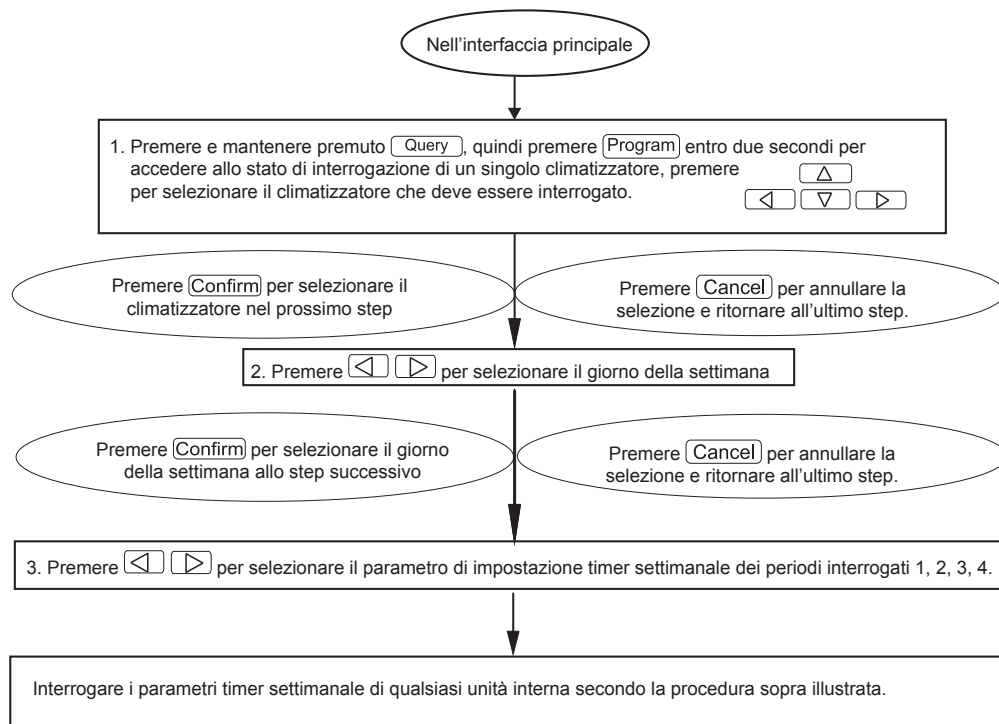 Nell'interfaccia principale
1. Premere e mantenere premuto Query , quindi premere Program entro due secondi per
accedere allo stato di interrogazione di un singolo climatizzatore, premere
per selezionare il climatizzatore che deve essere interrogato.
Premere Confirm per selezionare il
climatizzatore nel prossimo step
Premere Cancel per annullare la
selezione e ritornare all'ultimo step.
2. Premere ◁ ▷ per selezionare il giorno della settimana
Premere Confirm per selezionare il giorno
della settimana allo step successivo
Premere Cancel per annullare la
selezione e ritornare all'ultimo step.
3. Premere ◁ ▷ per selezionare il parametro di impostazione timer settimanale dei periodi interrogati 1, 2, 3, 4.
Interrogare i parametri timer settimanale di qualsiasi unità interna secondo la procedura sopra illustrata.